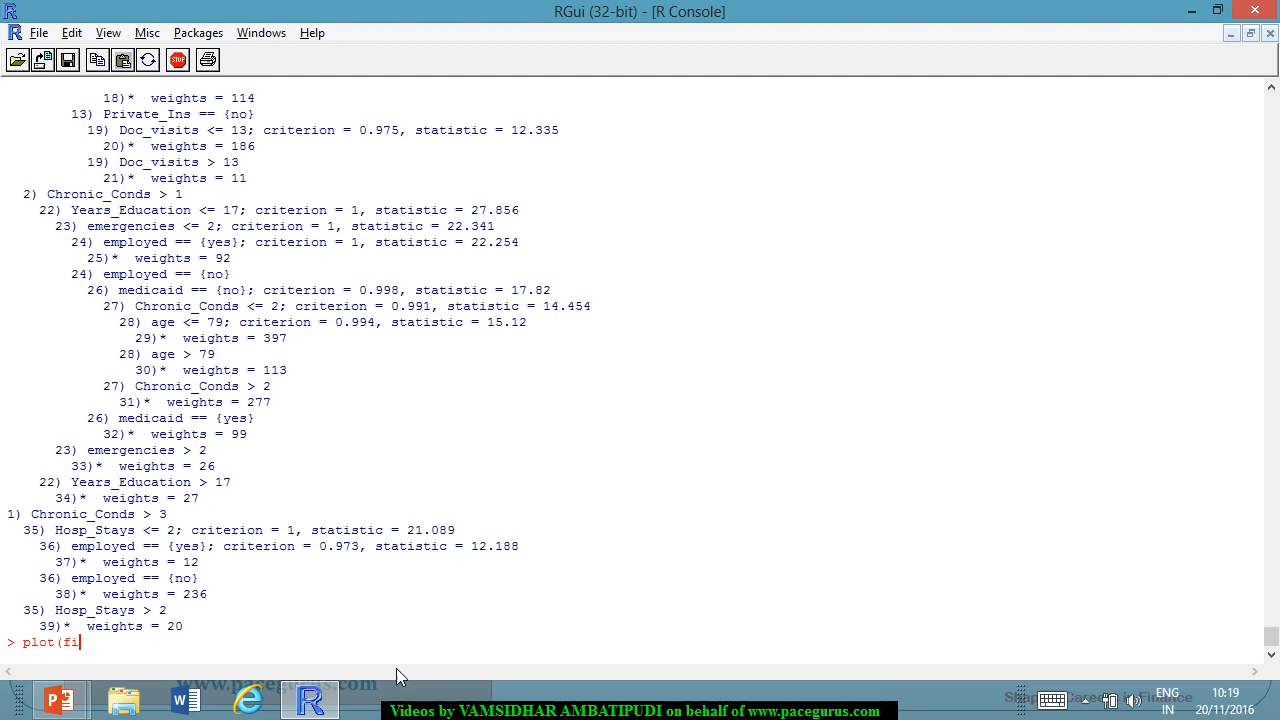 RGui (32-bit) - [R Console]
File Edit View Misc Packages Windows Help
STOP
18)* weights = 114
13) Private_Ins == {no}
19) Doc_visits <= 13; criterion = 0.975, statistic = 12.335
20)* weights = 186
19) Doc_visits > 13
21)* weights = 11
2) Chronic_Conds > 1
22) Years_Education <= 17; criterion = 1, statistic = 27.856
23) emergencies <= 2; criterion = 1, statistic = 22.341
24) employed == {yes}; criterion = 1, statistic = 22.254
25)* weights = 92
24) employed == {no}
26) medicaid == {no}; criterion = 0.998, statistic = 17.82
27) Chronic_Conds <= 2; criterion = 0.991, statistic = 14.454
28) age <= 79; criterion = 0.994, statistic = 15.12
29)* weights = 397
28) age > 79
30)* weights = 113
27) Chronic_Conds > 2
31)* weights = 277
26) medicaid == {yes}
32)* weights = 99
23) emergencies > 2
33)* weights = 26
22) Years_Education > 17
34)* weights = 27
1) Chronic_Conds > 3
35) Hosp_Stays <= 2; criterion = 1, statistic = 21.089
36) employed == {yes}; criterion = 0.973, statistic = 12.188
37)* weights = 12
36) employed == {no}
38)* weights = 236
35) Hosp_Stays > 2
39)* weights = 20
> plot(fi
www.pacegurus.com
ENG 10:19
IN 20/11/2016
Videos by VAMSIDHAR AMBATIPUDI on behalf of www.pacegurus.com